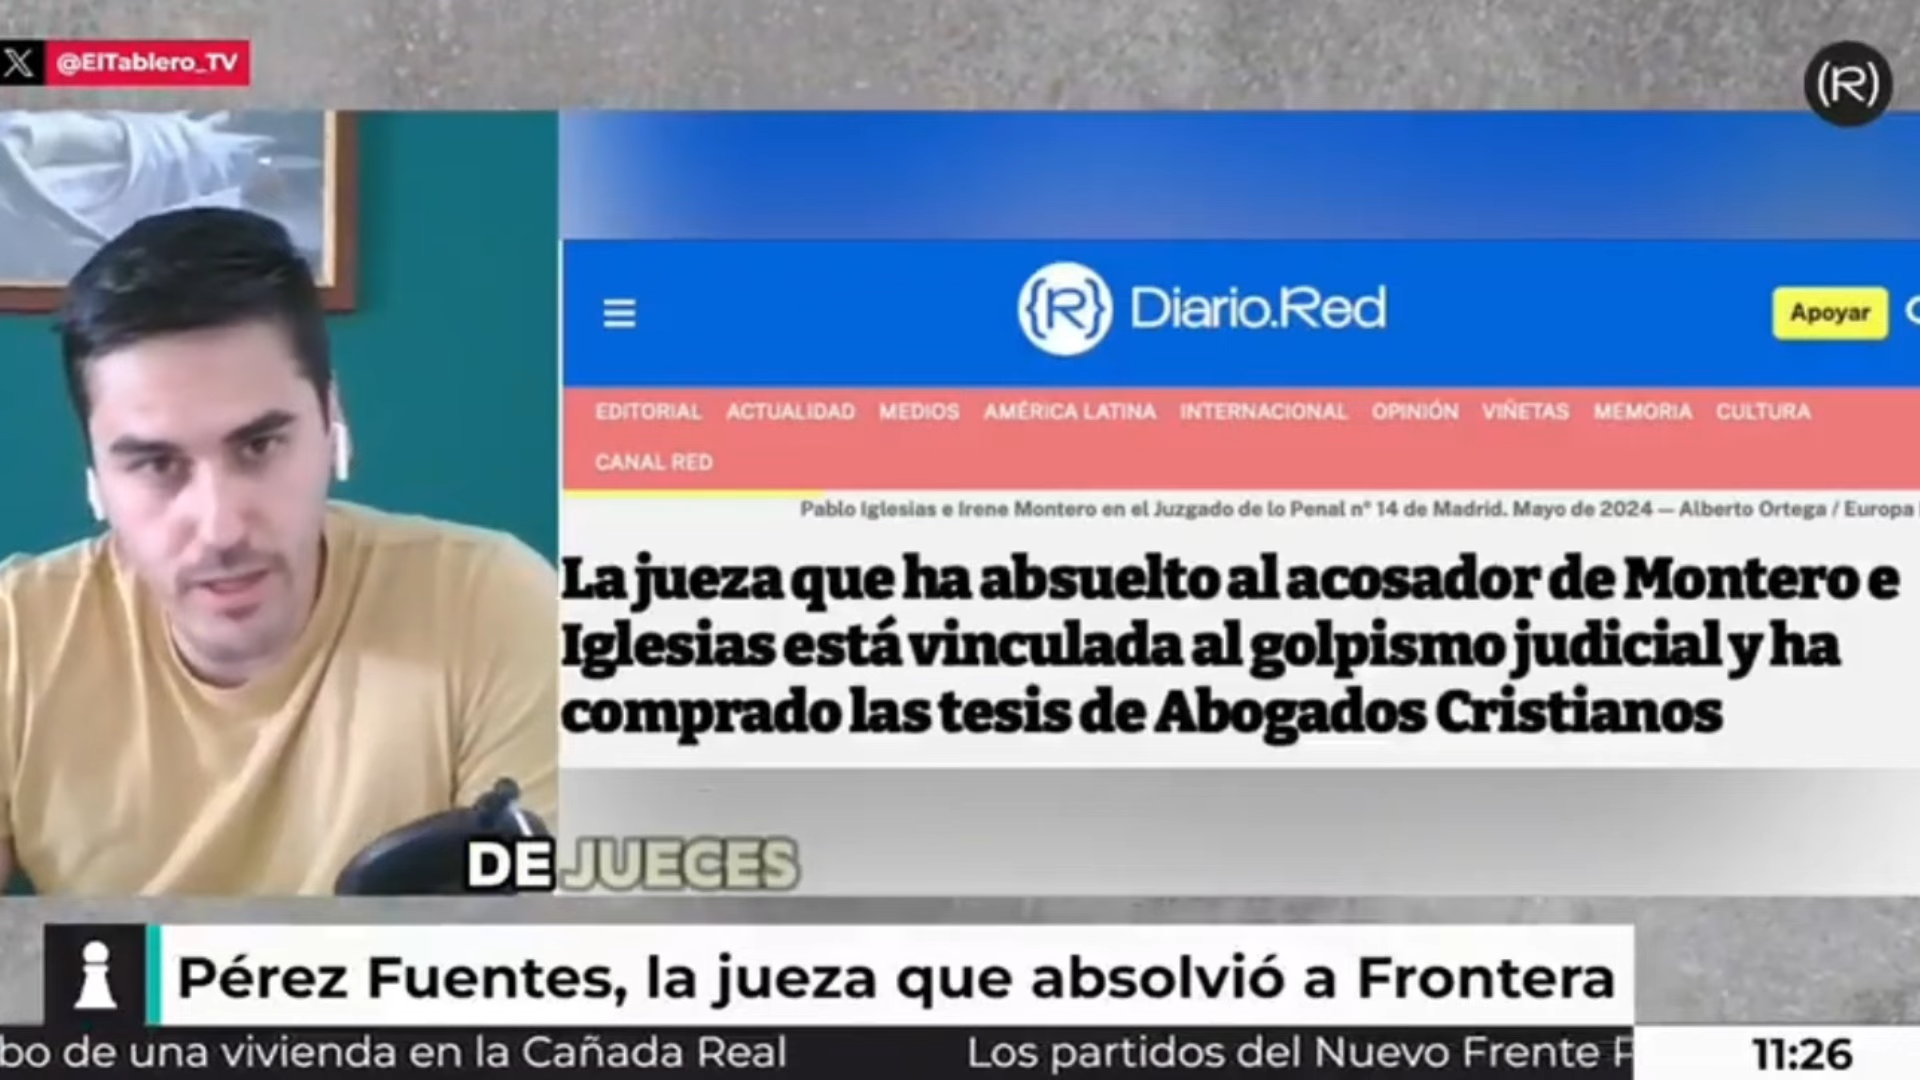 @ElTablero_TV
(R)
{R} Diario.Red
Apoyar
EDITORIAL ACTUALIDAD MEDIOS AMÉRICA LATINA INTERNACIONAL OPINIÓN VIÑETAS MEMORIA CULTURA
CANAL RED
Pablo Iglesias e Irene Montero en el Juzgado de lo Penal nº 14 de Madrid. Mayo de 2024 — Alberto Ortega / Europa
La jueza que ha absuelto al acosador de Montero e
Iglesias está vinculada al golpismo judicial y ha
comprado las tesis de Abogados Cristianos
DE JUECES
Pérez Fuentes, la jueza que absolvió a Frontera
bo de una vivienda en la Cañada Real Los partidos del Nuevo Frente
11:26